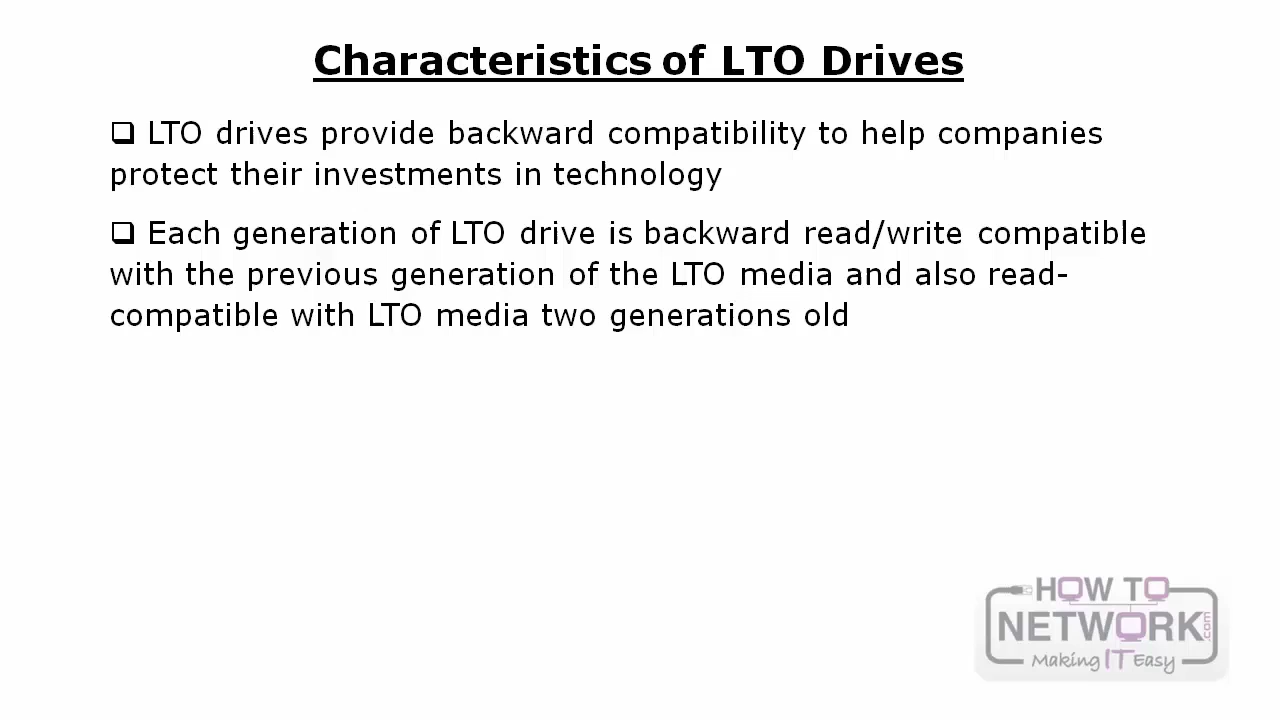 Characteristics of LTO Drives
❑ LTO drives provide backward compatibility to help companies
protect their investments in technology
❑ Each generation of LTO drive is backward read/write compatible
with the previous generation of the LTO media and also read-
compatible with LTO media two generations old
HOW TO
NETWORK.com
Making IT Easy